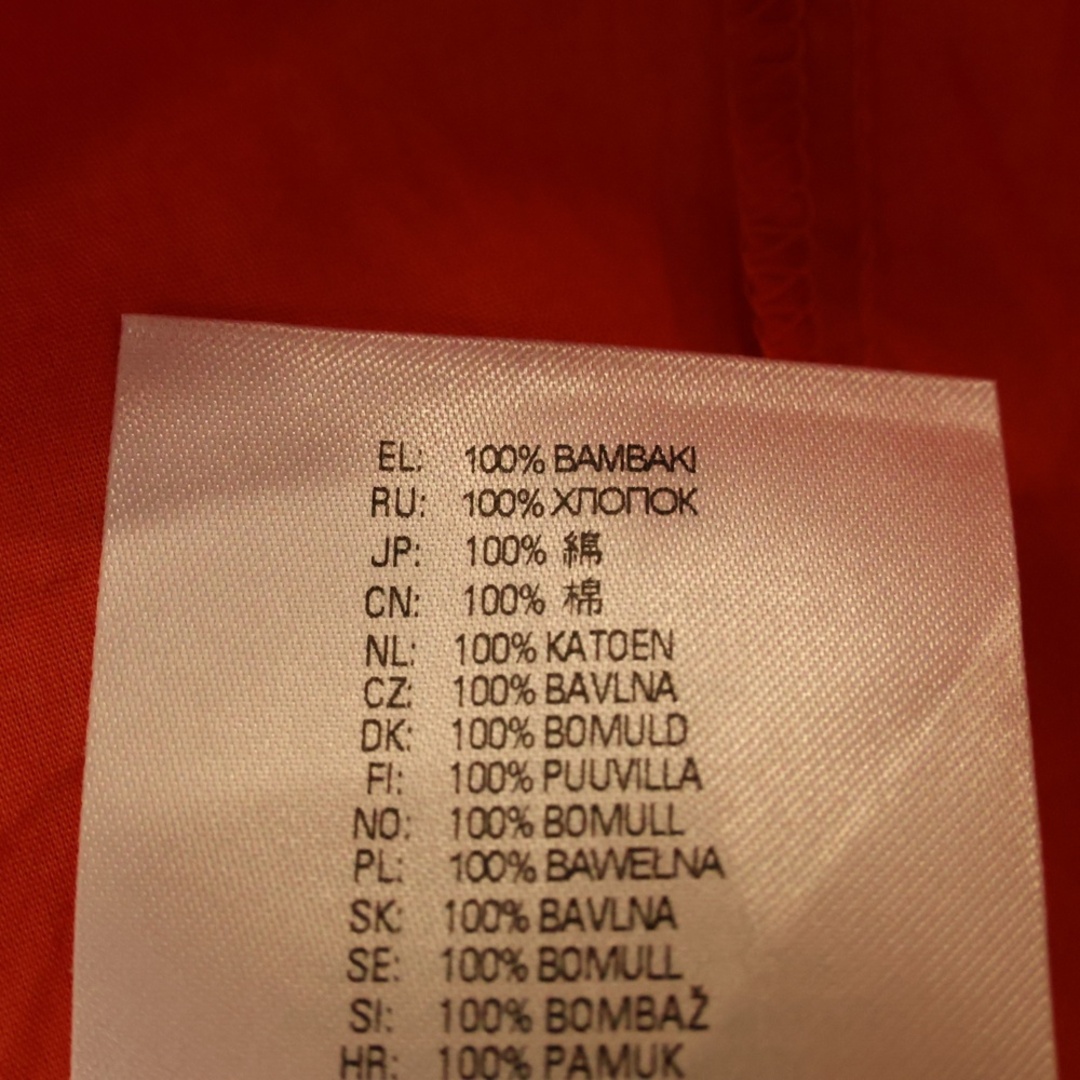 EL: 100% BAMBAKI
RU: 100% ХЛОПОК
JP: 100% 綿
CN: 100% 棉
NL: 100% KATOEN
CZ: 100% BAVLNA
DK: 100% BOMULD
FI: 100% PUUVILLA
NO: 100% BOMULL
PL: 100% BAWEŁNA
SK: 100% BAVLNA
SE: 100% BOMULL
SI: 100% BOMBAŽ
HR: 100% PAMUK